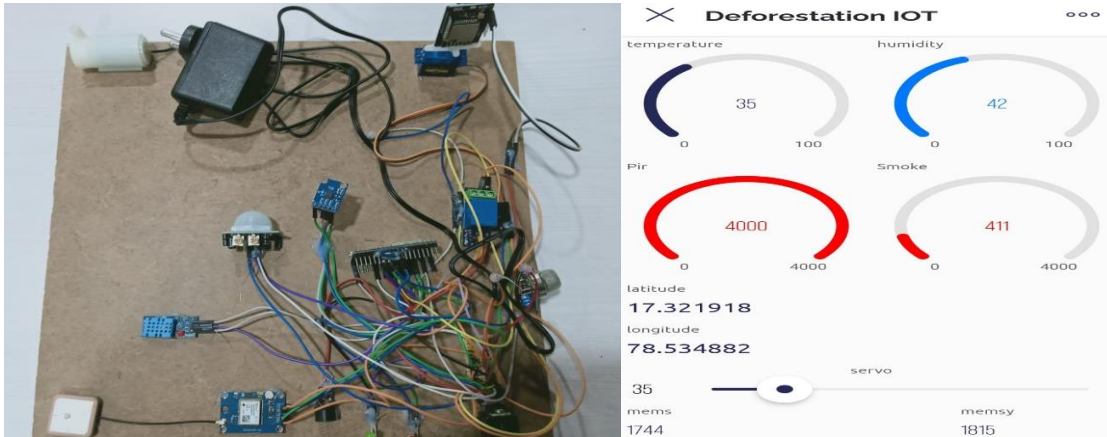 Deforestation IOT
temperature humidity
35 42
0 100 0 100
Pir Smoke
4000 411
0 4000 0 4000
latitude
17.321918
longitude
78.534882
servo
35
mems memsy
1744 1815